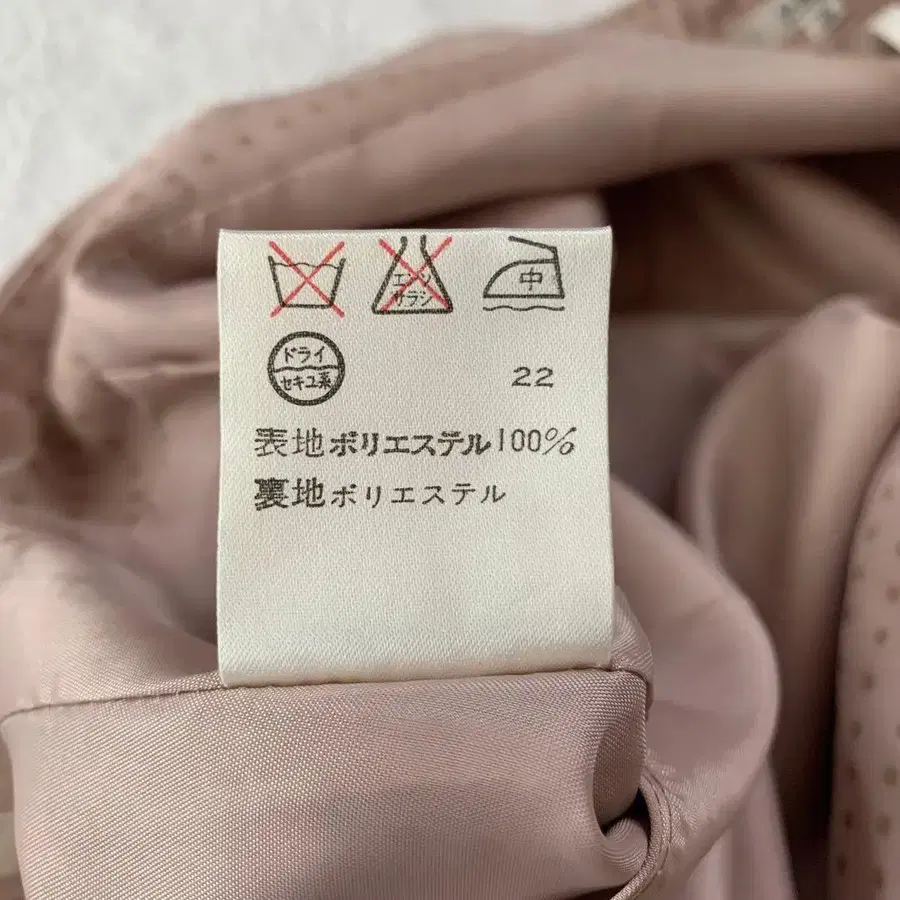 エンソ
サラシ
中
ドライ
セキユ系
22
表地ポリエステル100%
裏地ポリエステル